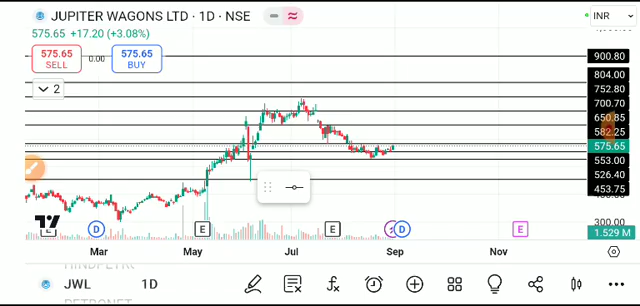 JUPITER WAGONS LTD · 1D · NSE
INR
575.65 +17.20 (+3.08%)
575.65
SELL
0.00
575.65
BUY
2
900.80
804.00
752.80
700.70
650.85
582.25
575.65
553.00
526.40
453.75
300.00
1.529 M
E
D
E
E
D
E
Mar
May
Jul
Sep
Nov
JWL
1D